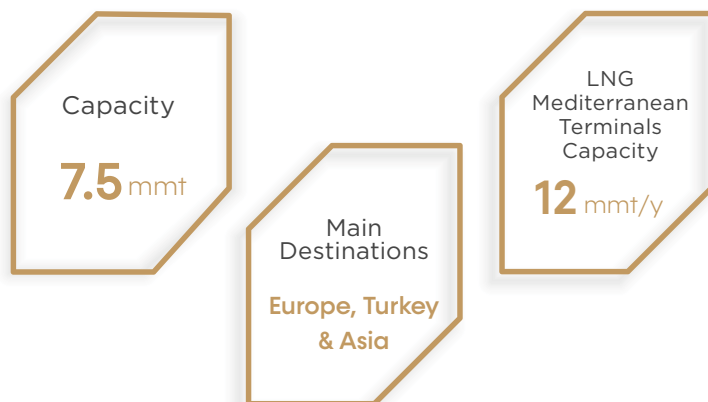 Capacity
7.5 mmt
Main
Destinations
Europe, Turkey
& Asia
LNG
Mediterranean
Terminals
Capacity
12 mmt/y